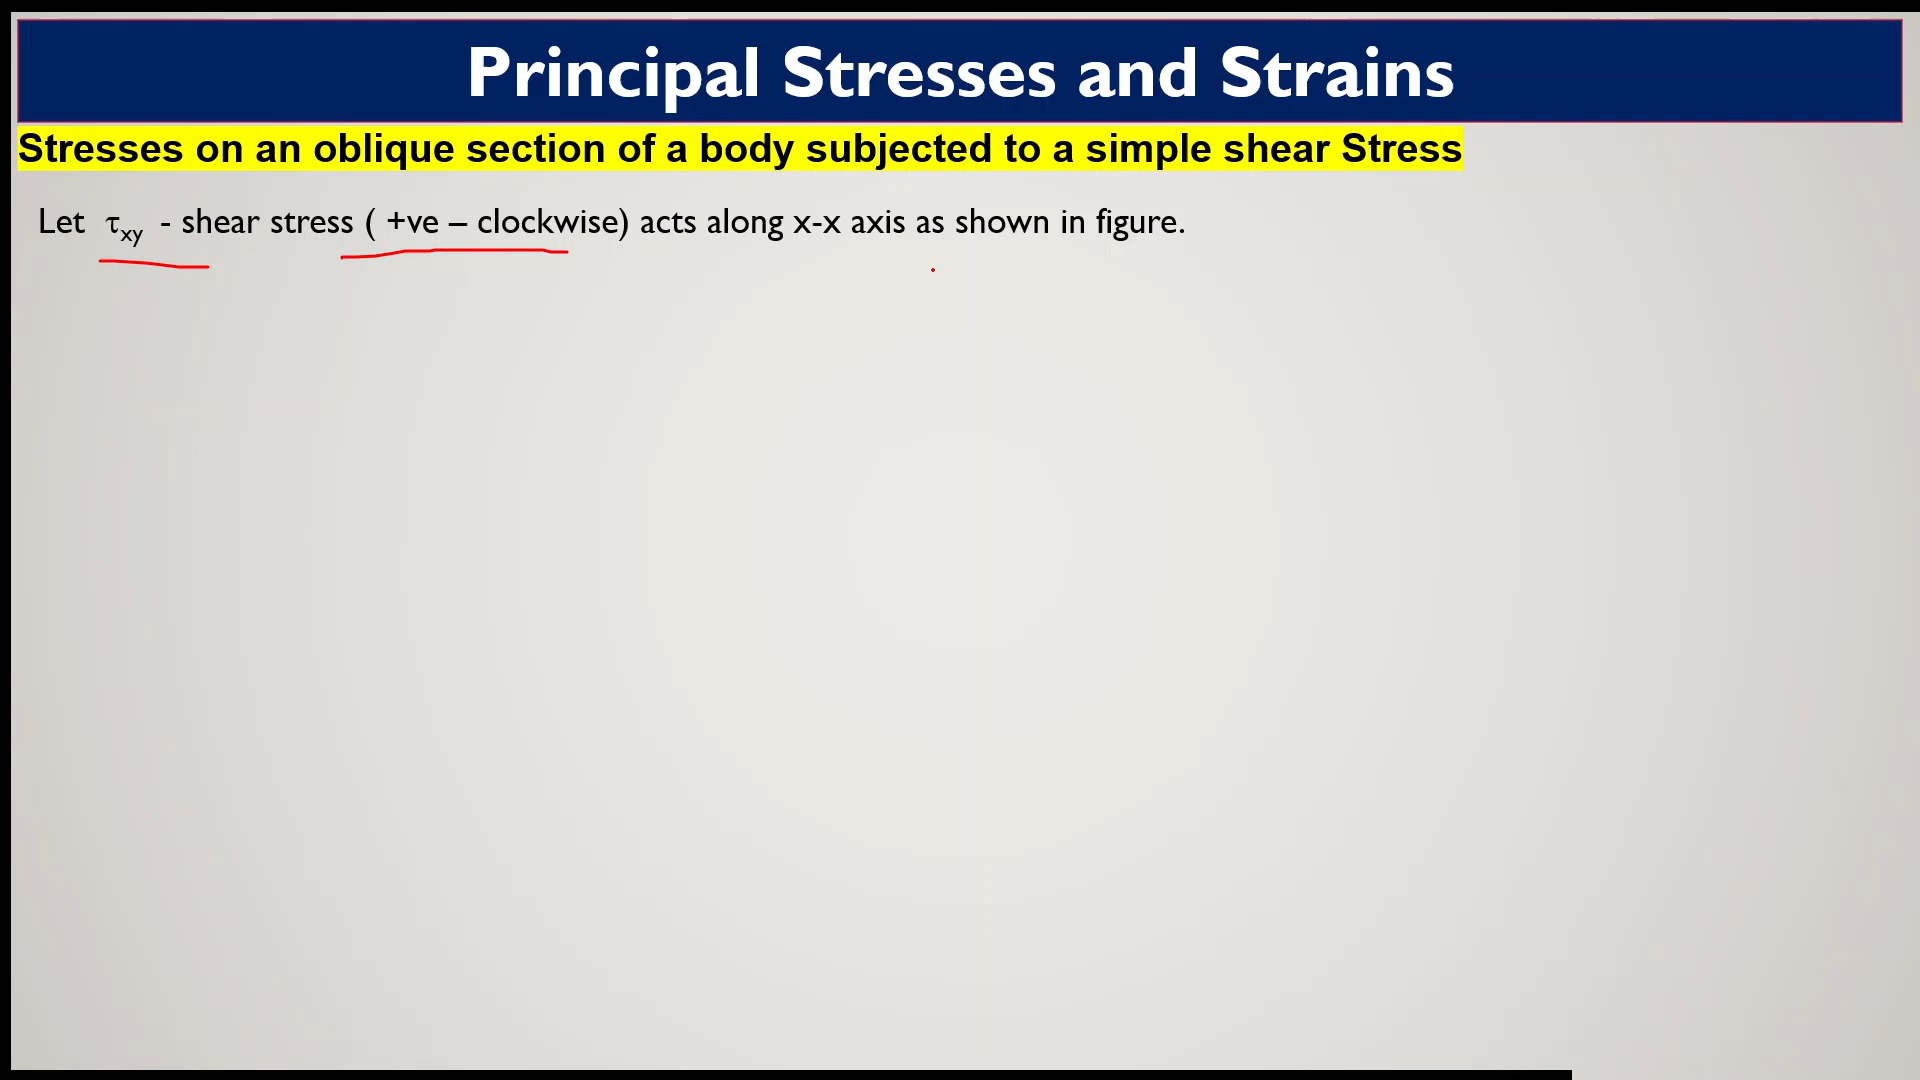 Principal Stresses and Strains
Stresses on an oblique section of a body subjected to a simple shear Stress
Let τxy - shear stress ( +ve – clockwise) acts along x-x axis as shown in figure.